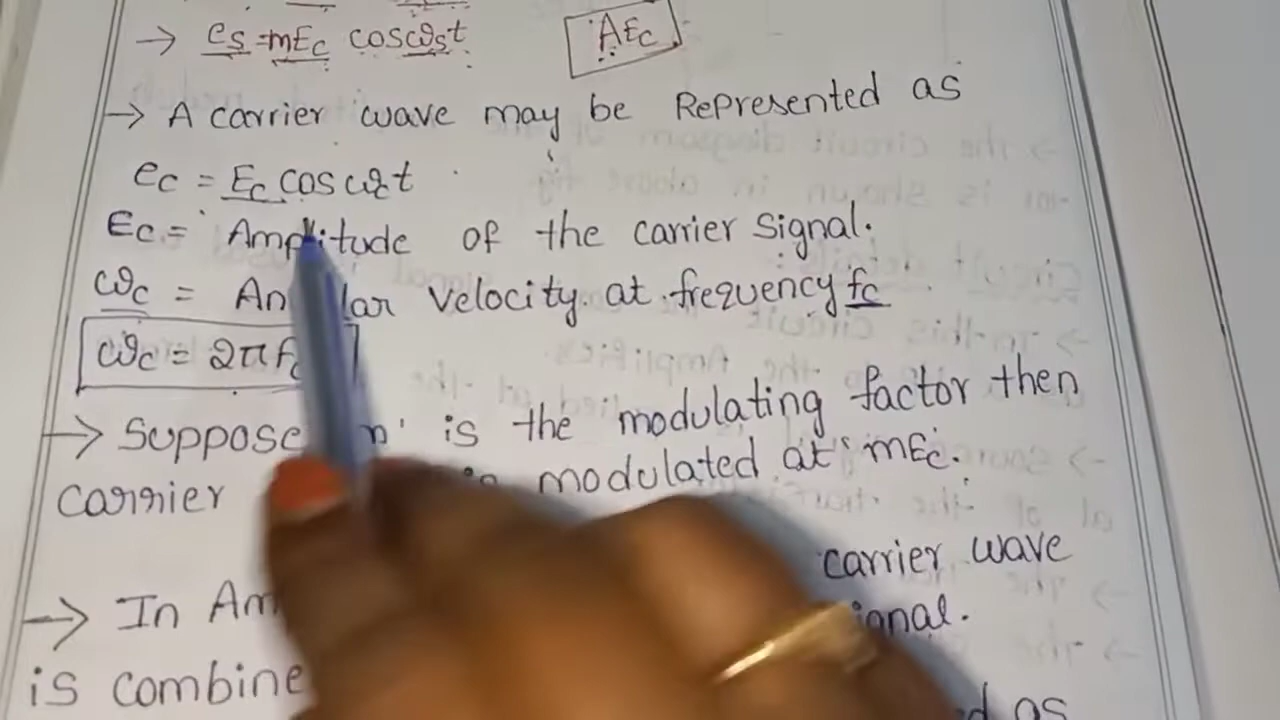 → es = mEc cosωst AEc
→ A carrier wave may be Represented as
ec = Ec cosωct
Ec = Amplitude of the carrier signal.
ωc = Velocity at frequency fc
ωc = 2πfc
→ Suppose is the modulating factor then
carrier modulated at mEc.
carrier wave
→ In
is combine
as